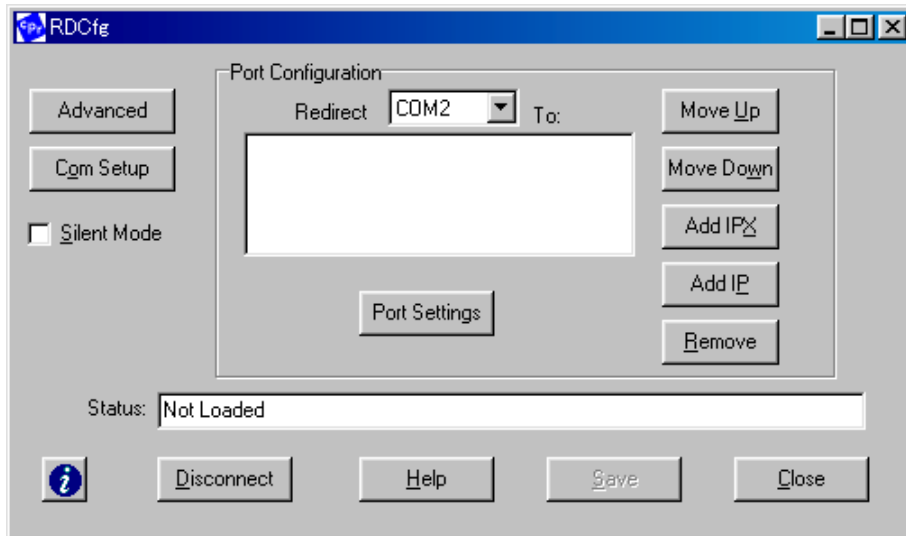 cpr RDCfg
Port Configuration
Advanced
Redirect COM2 To:
Move Up
Com Setup
Move Down
Silent Mode
Add IPX
Add IP
Port Settings
Remove
Status: Not Loaded
i Disconnect Help Save Close